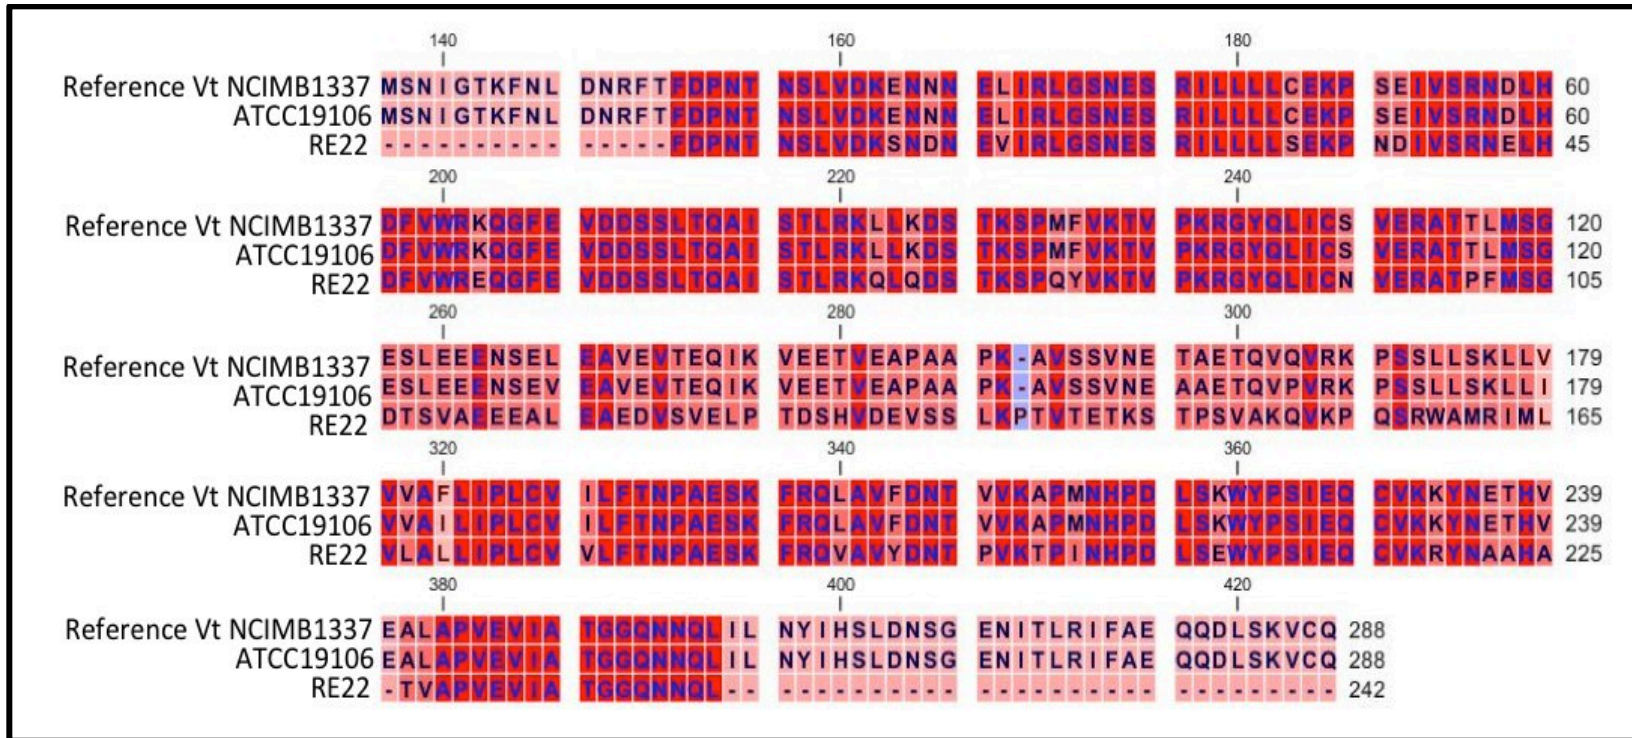 140 160 180
Reference Vt NCIMB1337 MSNIGTKFNL DNRFTFDPNT NSLVDKENNN ELIRLGSNES RILLLLCEKP SEIVSRNDLH 60
ATCC19106 MSNIGTKFNL DNRFTFDPNT NSLVDKENNN ELIRLGSNES RILLLLCEKP SEIVSRNDLH 60
RE22 - - - - - - - - - - - - - - - FDPNT NSLVDKSNDN EVIRLGSNES RILLLLSEKP NDIVSRNELH 45
200 220 240
Reference Vt NCIMB1337 DFVWRKQGFE VDDSSLTQAI STLRKLLKDS TKSPMFVKTV PKRGYQLICS VERATTLMSG 120
ATCC19106 DFVWRKQGFE VDDSSLTQAI STLRKLLKDS TKSPMFVKTV PKRGYQLICS VERATTLMSG 120
RE22 DFVWREQGFE VDDSSLTQAI STLRKQLQDS TKSPQYVKTV PKRGYQLICN VERATPFMSG 105
260 280 300
Reference Vt NCIMB1337 ESLEEENSEL EAVEVTEQIK VEETVEAPAA PK-AVSSVNE TAETQVQVRK PSSLLSKLLV 179
ATCC19106 ESLEEENSEV EAVEVTEQIK VEETVEAPAA PK-AVSSVNE AAETQVPVRK PSSLLSKLLI 179
RE22 DTSVAEEEAL EAEDVSVELP TDSHVDEVSS LKPTVTETKS TPSVAKQVKP QSRWAMRIML 165
320 340 360
Reference Vt NCIMB1337 VVAFLIPLCV ILFTNPAESK FRQLAVFDNT VVKAPMNHPD LSKWYPSIEQ CVKKYNETHV 239
ATCC19106 VVAILIPLCV ILFTNPAESK FRQLAVFDNT VVKAPMNHPD LSKWYPSIEQ CVKKYNETHV 239
RE22 VLALLIPLCV VLFTNPAESK FRQVAVYDNT PVKTPINHPD LSEWYPSIEQ CVKRYNAAHA 225
380 400 420
Reference Vt NCIMB1337 EALAPVEVIA TGGQNNQLIL NYIHSLDNSG ENITLRIFAE QQDLSKVCQ 288
ATCC19106 EALAPVEVIA TGGQNNQLIL NYIHSLDNSG ENITLRIFAE QQDLSKVCQ 288
RE22 -TVAPVEVIA TGGQNNQL- - - - - - - - - - - - - - - - - - - - - - - - - - - - - - - 242